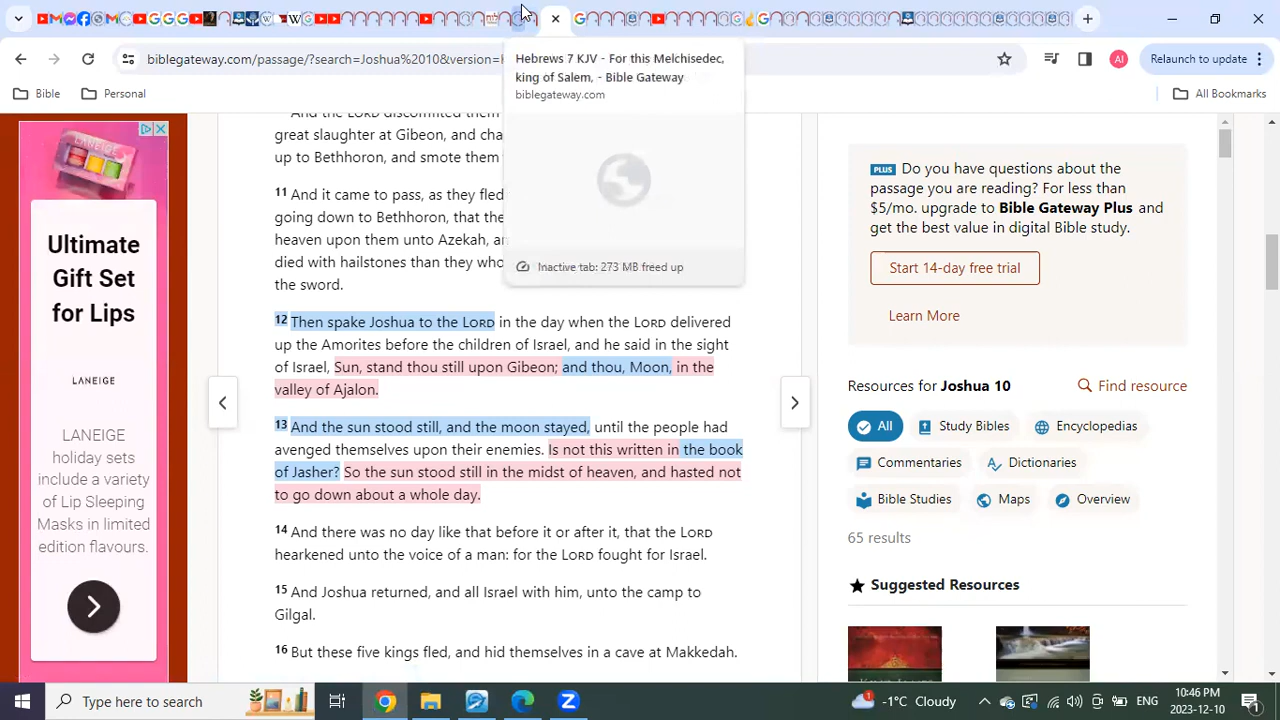 biblegateway.com/passage/?search=Joshua%2010&version=
AI
Relaunch to update
Bible
Personal
All Bookmarks
Hebrews 7 KJV - For this Melchisedec,
king of Salem, - Bible Gateway
biblegateway.com
Inactive tab: 273 MB freed up
And the LORD discomfited them
great slaughter at Gibeon, and cha
up to Bethhoron, and smote them
11 And it came to pass, as they fled
going down to Bethhoron, that the
heaven upon them unto Azekah, an
died with hailstones than they who
the sword.
12 Then spake Joshua to the LORD in the day when the LORD delivered
up the Amorites before the children of Israel, and he said in the sight
of Israel, Sun, stand thou still upon Gibeon; and thou, Moon, in the
valley of Ajalon.
13 And the sun stood still, and the moon stayed, until the people had
avenged themselves upon their enemies. Is not this written in the book
of Jasher? So the sun stood still in the midst of heaven, and hasted not
to go down about a whole day.
14 And there was no day like that before it or after it, that the LORD
hearkened unto the voice of a man: for the LORD fought for Israel.
15 And Joshua returned, and all Israel with him, unto the camp to
Gilgal.
16 But these five kings fled, and hid themselves in a cave at Makkedah.
LANEIGE
Ultimate
Gift Set
for Lips
LANEIGE
LANEIGE
holiday sets
include a variety
of Lip Sleeping
Masks in limited
edition flavours.
PLUS Do you have questions about the
passage you are reading? For less than
$5/mo. upgrade to Bible Gateway Plus and
get the best value in digital Bible study.
Start 14-day free trial
Learn More
Resources for Joshua 10
Find resource
All
Study Bibles
Encyclopedias
Commentaries
Dictionaries
Bible Studies
Maps
Overview
65 results
Suggested Resources
Type here to search
1
-1°C Cloudy
ENG
10:46 PM
2023-12-10
1